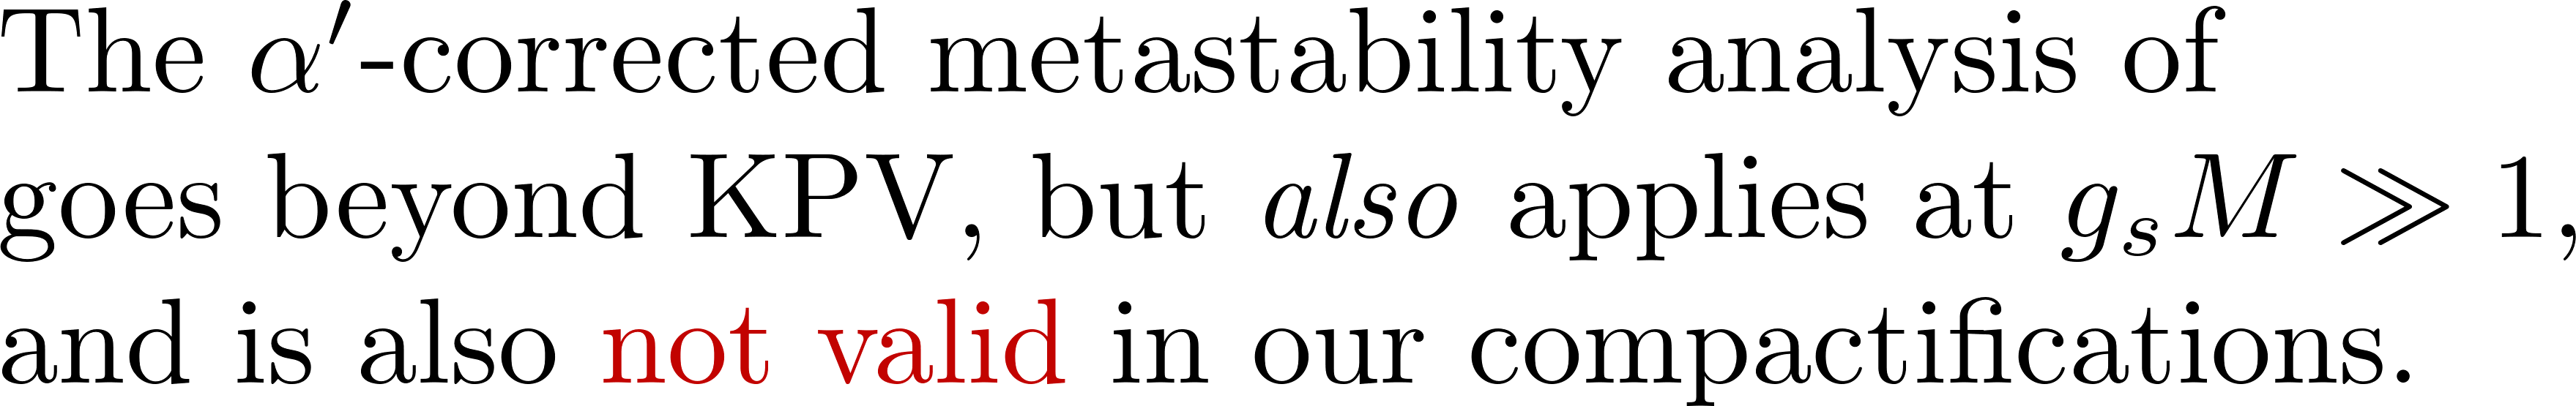 The α′-corrected metastability analysis of
goes beyond KPV, but also applies at gₛM ≫ 1,
and is also not valid in our compactifications.